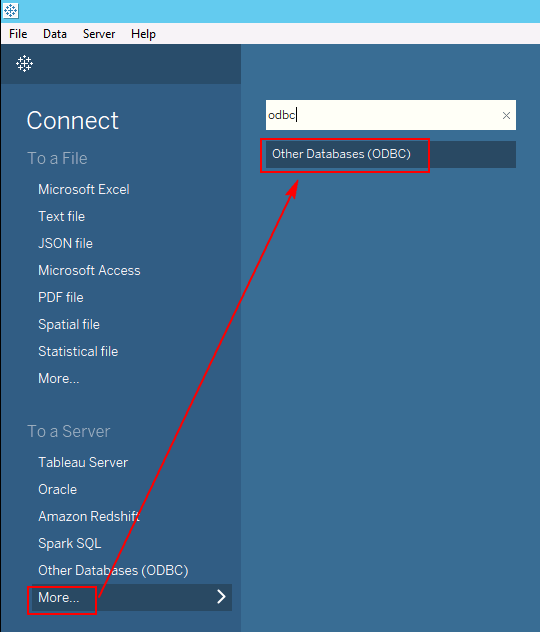 File Data Server Help
Connect
To a File
Microsoft Excel
Text file
JSON file
Microsoft Access
PDF file
Spatial file
Statistical file
More...
To a Server
Tableau Server
Oracle
Amazon Redshift
Spark SQL
Other Databases (ODBC)
More...
odbc
Other Databases (ODBC)